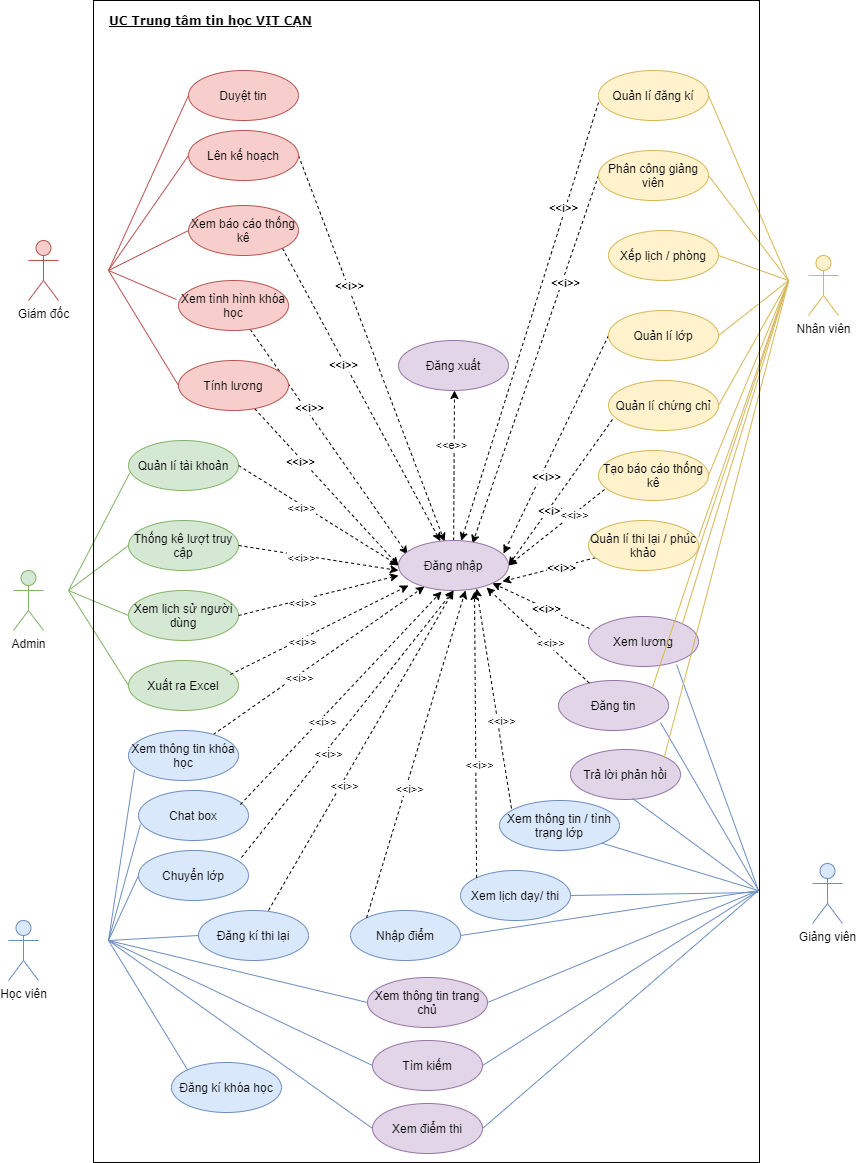 UC Trung tâm tin học VỊT CẠN
Duyệt tin
Quản lí đăng kí
Lên kế hoạch
Phân công giảng
viên
<<i>>
Xem báo cáo thống
kê
Xếp lịch / phòng
Giám đốc
<<i>>
<<i>>
Xem tình hình khóa
học
Nhân viên
Quản lí lớp
Đăng xuất
<<i>>
Tính lương
<<i>>
Quản lí chứng chỉ
<<e>>
<<i>>
Quản lí tài khoản
Tạo báo cáo thống
kê
<<i>>
<<i>>
<<i>>
<<i>>
Thống kê lượt truy
cập
Quản lí thi lại / phúc
khảo
<<i>>
Đăng nhập
<<i>>
Admin
Xem lịch sử người
dùng
<<i>>
<<i>>
Xem lương
<<i>>
<<i>>
Xuất ra Excel
<<i>>
Đăng tin
<<i>>
<<i>>
Xem thông tin khóa
học
<<i>>
<<i>>
Trả lời phản hồi
<<i>>
<<i>>
Chat box
Xem thông tin / tình
trạng lớp
Chuyển lớp
Xem lịch dạy/ thi
Đăng kí thi lại
Nhập điểm
Giảng viên
Học viên
Xem thông tin trang
chủ
Tìm kiếm
Đăng kí khóa học
Xem điểm thi